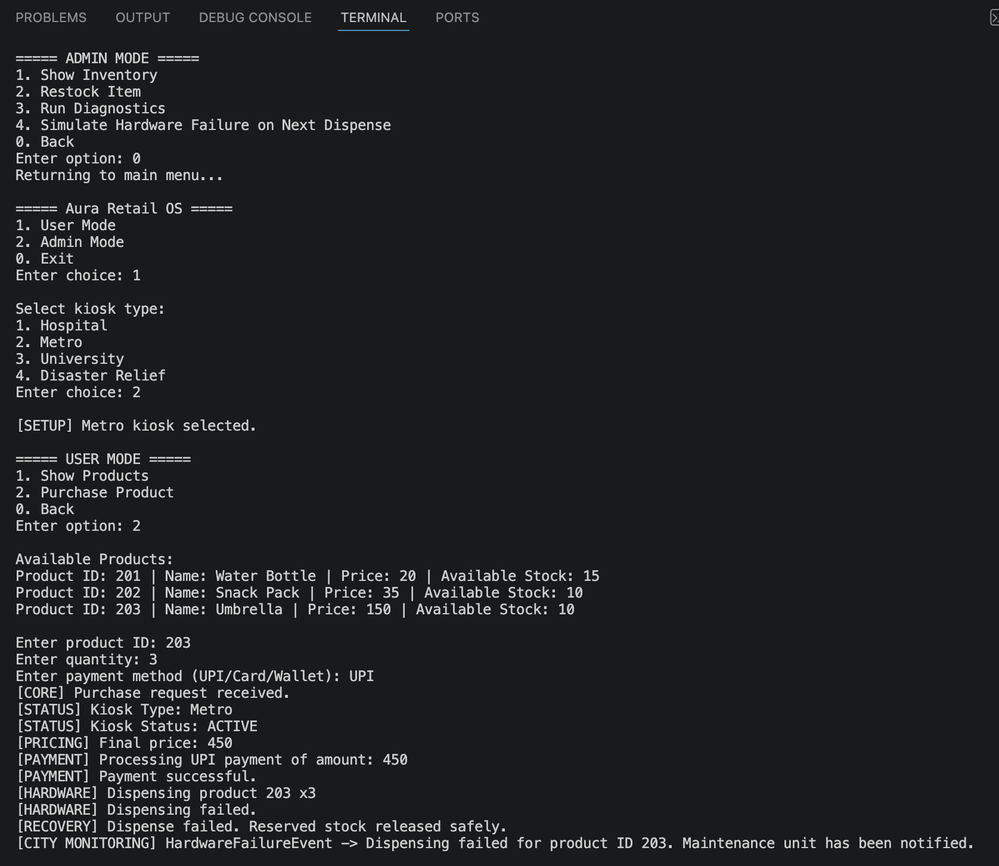 PROBLEMS OUTPUT DEBUG CONSOLE TERMINAL PORTS
===== ADMIN MODE =====
1. Show Inventory
2. Restock Item
3. Run Diagnostics
4. Simulate Hardware Failure on Next Dispense
0. Back
Enter option: 0
Returning to main menu...
===== Aura Retail OS =====
1. User Mode
2. Admin Mode
0. Exit
Enter choice: 1
Select kiosk type:
1. Hospital
2. Metro
3. University
4. Disaster Relief
Enter choice: 2
[SETUP] Metro kiosk selected.
===== USER MODE =====
1. Show Products
2. Purchase Product
0. Back
Enter option: 2
Available Products:
Product ID: 201 | Name: Water Bottle | Price: 20 | Available Stock: 15
Product ID: 202 | Name: Snack Pack | Price: 35 | Available Stock: 10
Product ID: 203 | Name: Umbrella | Price: 150 | Available Stock: 10
Enter product ID: 203
Enter quantity: 3
Enter payment method (UPI/Card/Wallet): UPI
[CORE] Purchase request received.
[STATUS] Kiosk Type: Metro
[STATUS] Kiosk Status: ACTIVE
[PRICING] Final price: 450
[PAYMENT] Processing UPI payment of amount: 450
[PAYMENT] Payment successful.
[HARDWARE] Dispensing product 203 x3
[HARDWARE] Dispensing failed.
[RECOVERY] Dispense failed. Reserved stock released safely.
[CITY MONITORING] HardwareFailureEvent —> Dispensing failed for product ID 203. Maintenance unit has been notified.